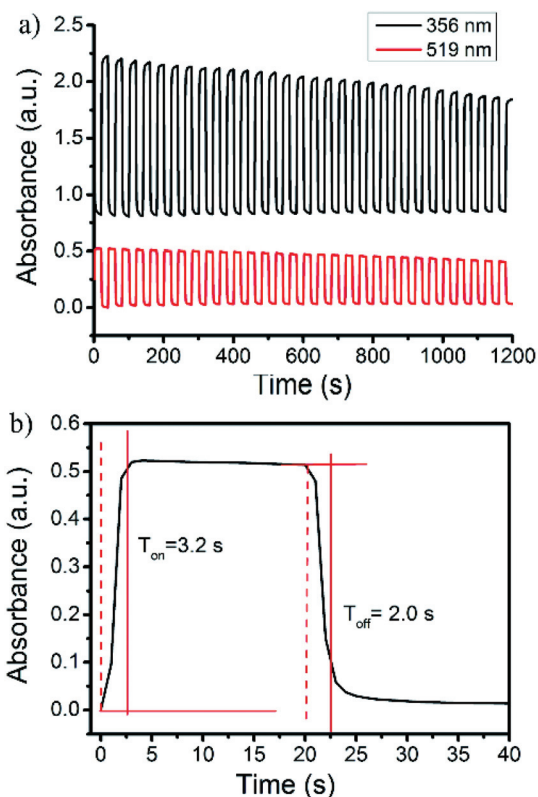 a)
356 nm
519 nm
Absorbance (a.u.)
2.5
2.0
1.5
1.0
0.5
0.0
0 200 400 600 800 1000 1200
Time (s)
b)
Absorbance (a.u.)
0.6
0.5
0.4
0.3
0.2
0.1
0.0
Ton=3.2 s
Toff= 2.0 s
0 5 10 15 20 25 30 35 40
Time (s)